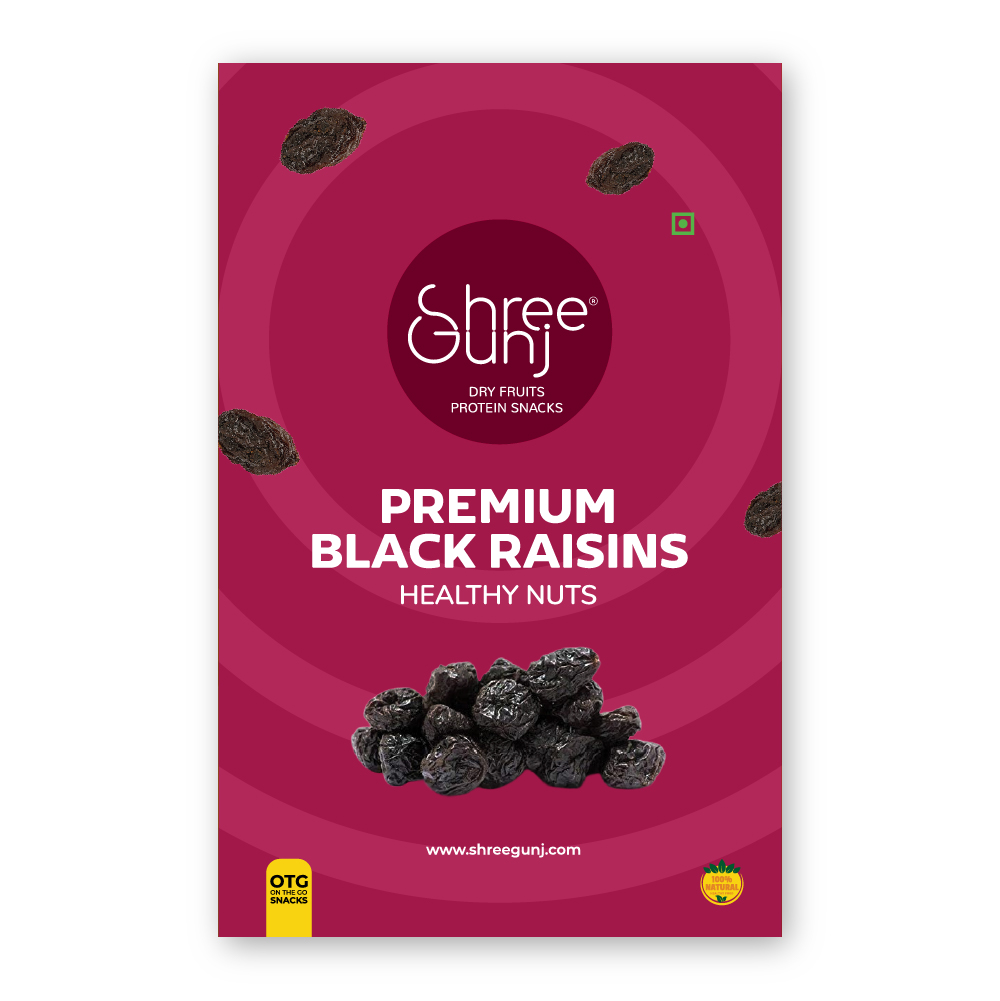 Shree®
Gunj
DRY FRUITS
PROTEIN SNACKS
PREMIUM
BLACK RAISINS
HEALTHY NUTS
www.shreegunj.com
OTG
ON THE GO
SNACKS
100%
NATURAL